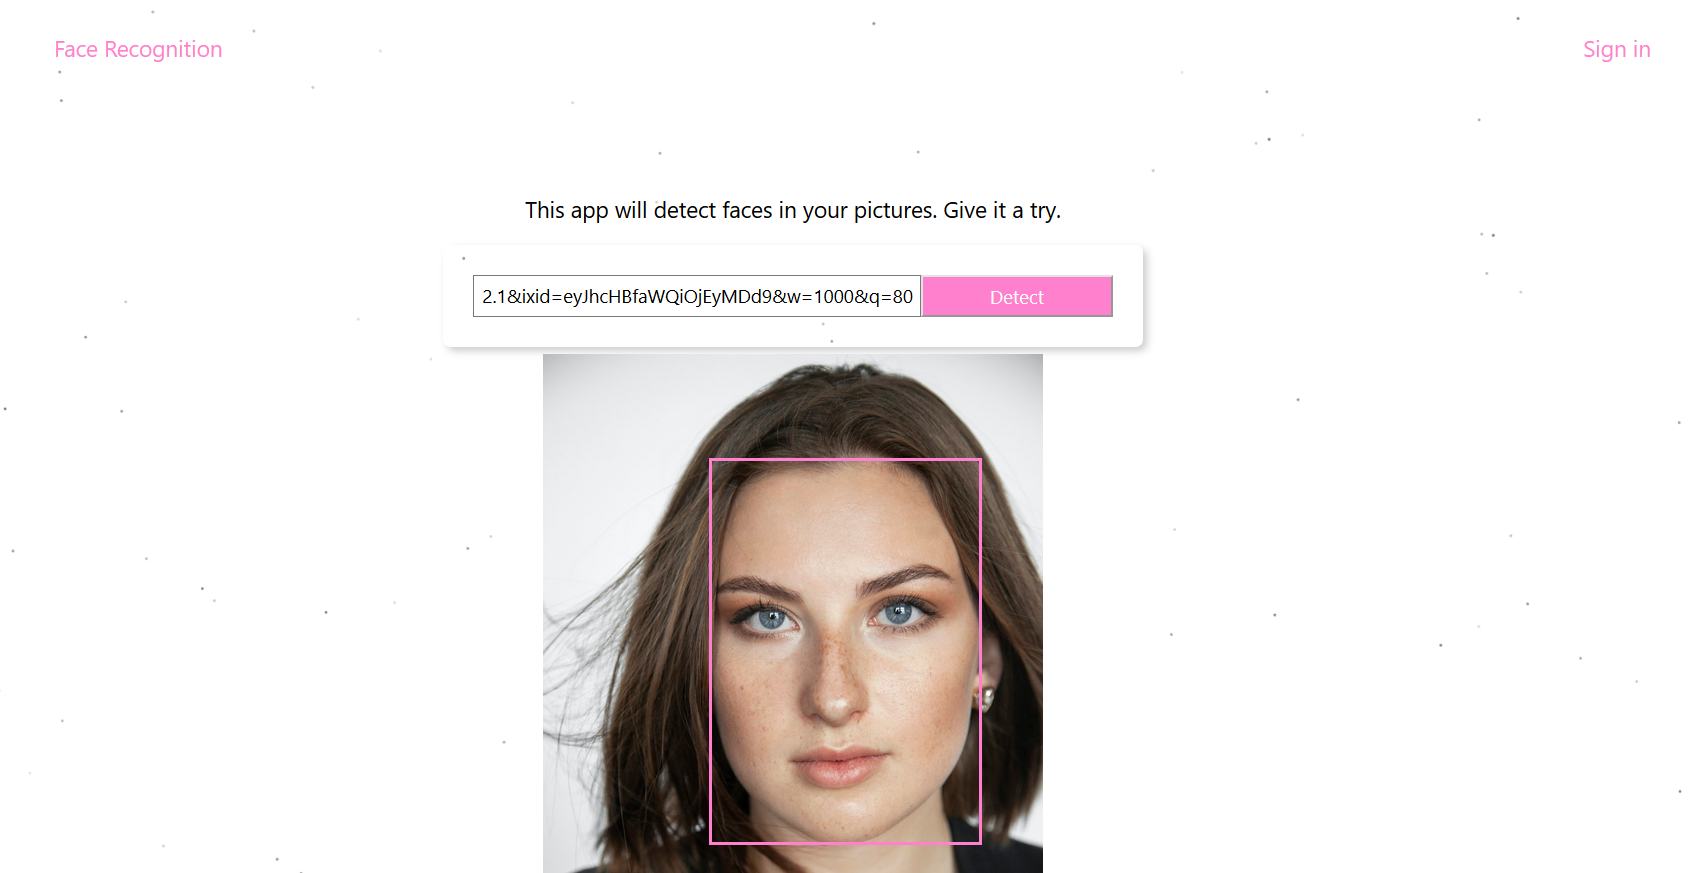 Face Recognition
Sign in
This app will detect faces in your pictures. Give it a try.
2.1&ixid=eyJhcHBfaWQiOjEyMDd9&w=1000&q=80
Detect